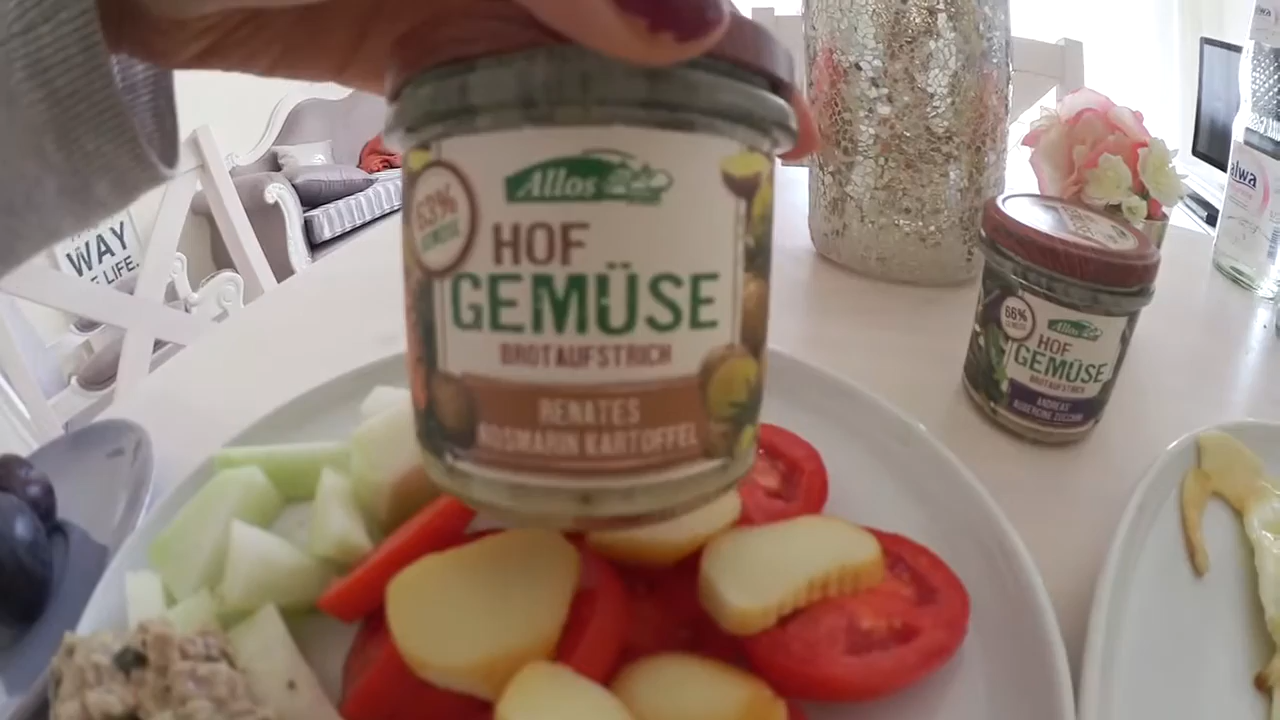 Allos
63%
GEMÜSE
HOF
GEMÜSE
BROTAUFSTRICH
RENATES
ROSMARIN KARTOFFEL
WAY
LIFE.
66%
GEMÜSE
Allos
HOF
GEMÜSE
BROTAUFSTRICH
ANDREAS'
AUBERGINE ZUCCHINI
alwa